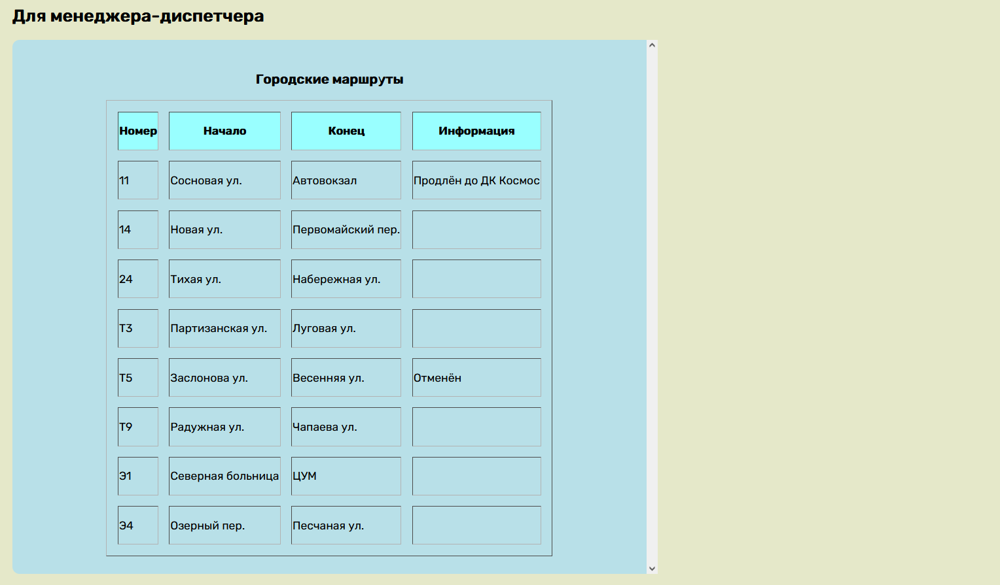 Для менеджера-диспетчера
Городские маршруты
Номер Начало Конец Информация
11 Сосновая ул. Автовокзал Продлён до ДК Космос
14 Новая ул. Первомайский пер.
24 Тихая ул. Набережная ул.
Т3 Партизанская ул. Луговая ул.
Т5 Заслонова ул. Весенняя ул. Отменён
Т9 Радужная ул. Чапаева ул.
Э1 Северная больница ЦУМ
Э4 Озерный пер. Песчаная ул.